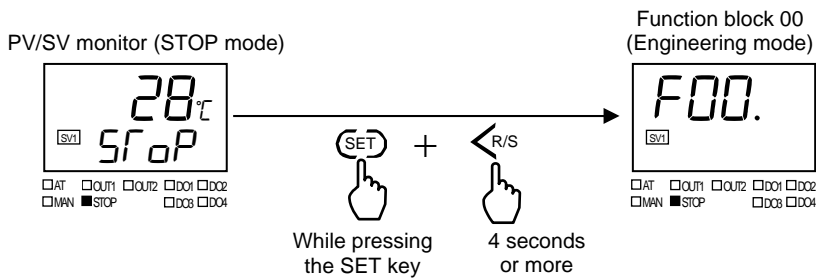 PV/SV monitor (STOP mode)
28℃
SV1
SToP
AT OUT1 OUT2 DO1 DO2
MAN STOP DO3 DO4
SET + R/S
While pressing
the SET key
4 seconds
or more
Function block 00
(Engineering mode)
F00.
SV1
AT OUT1 OUT2 DO1 DO2
MAN STOP DO3 DO4